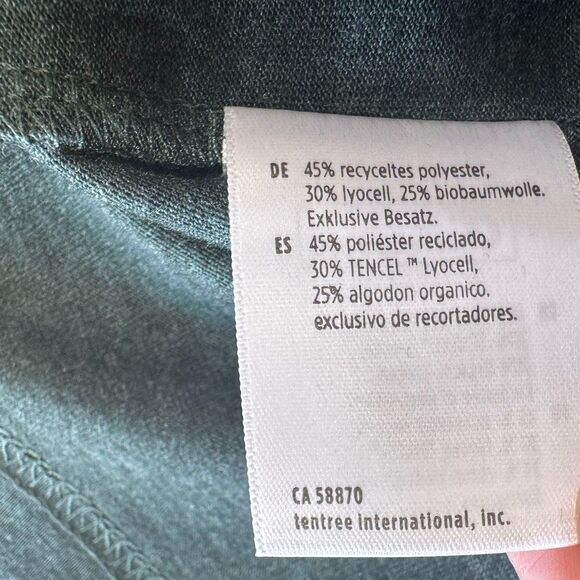 DE 45% recyceltes polyester,
30% lyocell, 25% biobaumwolle.
Exklusive Besatz.
ES 45% poliéster reciclado,
30% TENCEL ™ Lyocell,
25% algodon organico.
exclusivo de recortadores.
CA 58870
tentree international, inc.